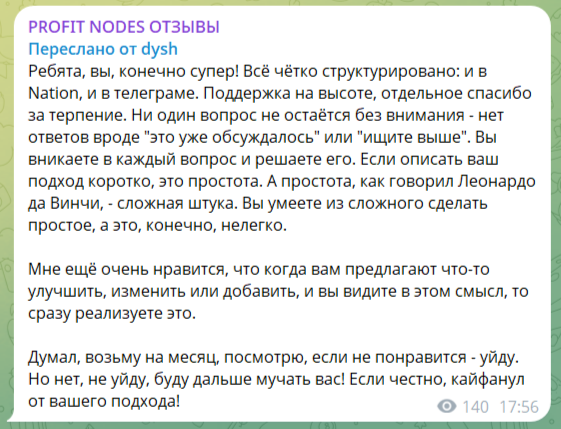 PROFIT NODES ОТЗЫВЫ
Переслано от dysh
Ребята, вы, конечно супер! Всё чётко структурировано: и в
Nation, и в телеграме. Поддержка на высоте, отдельное спасибо
за терпение. Ни один вопрос не остаётся без внимания - нет
ответов вроде "это уже обсуждалось" или "ищите выше". Вы
вникаете в каждый вопрос и решаете его. Если описать ваш
подход коротко, это простота. А простота, как говорил Леонардо
да Винчи, - сложная штука. Вы умеете из сложного сделать
простое, а это, конечно, нелегко.
Мне ещё очень нравится, что когда вам предлагают что-то
улучшить, изменить или добавить, и вы видите в этом смысл, то
сразу реализуете это.
Думал, возьму на месяц, посмотрю, если не понравится - уйду.
Но нет, не уйду, буду дальше мучать вас! Если честно, кайфанул
от вашего подхода!
140 17:56